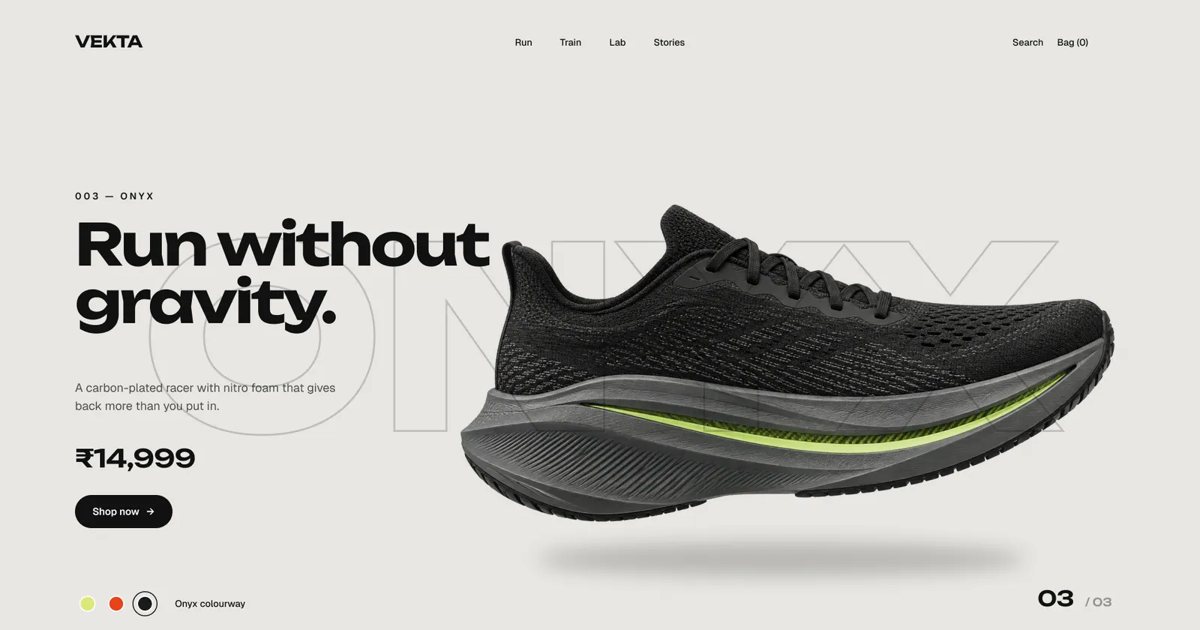 VEKTA
Run Train Lab Stories
Search Bag (0)
003 — ONYX
Run without
gravity.
ONYX
A carbon-plated racer with nitro foam that gives
back more than you put in.
₹14,999
Shop now →
Onyx colourway
03 / 03